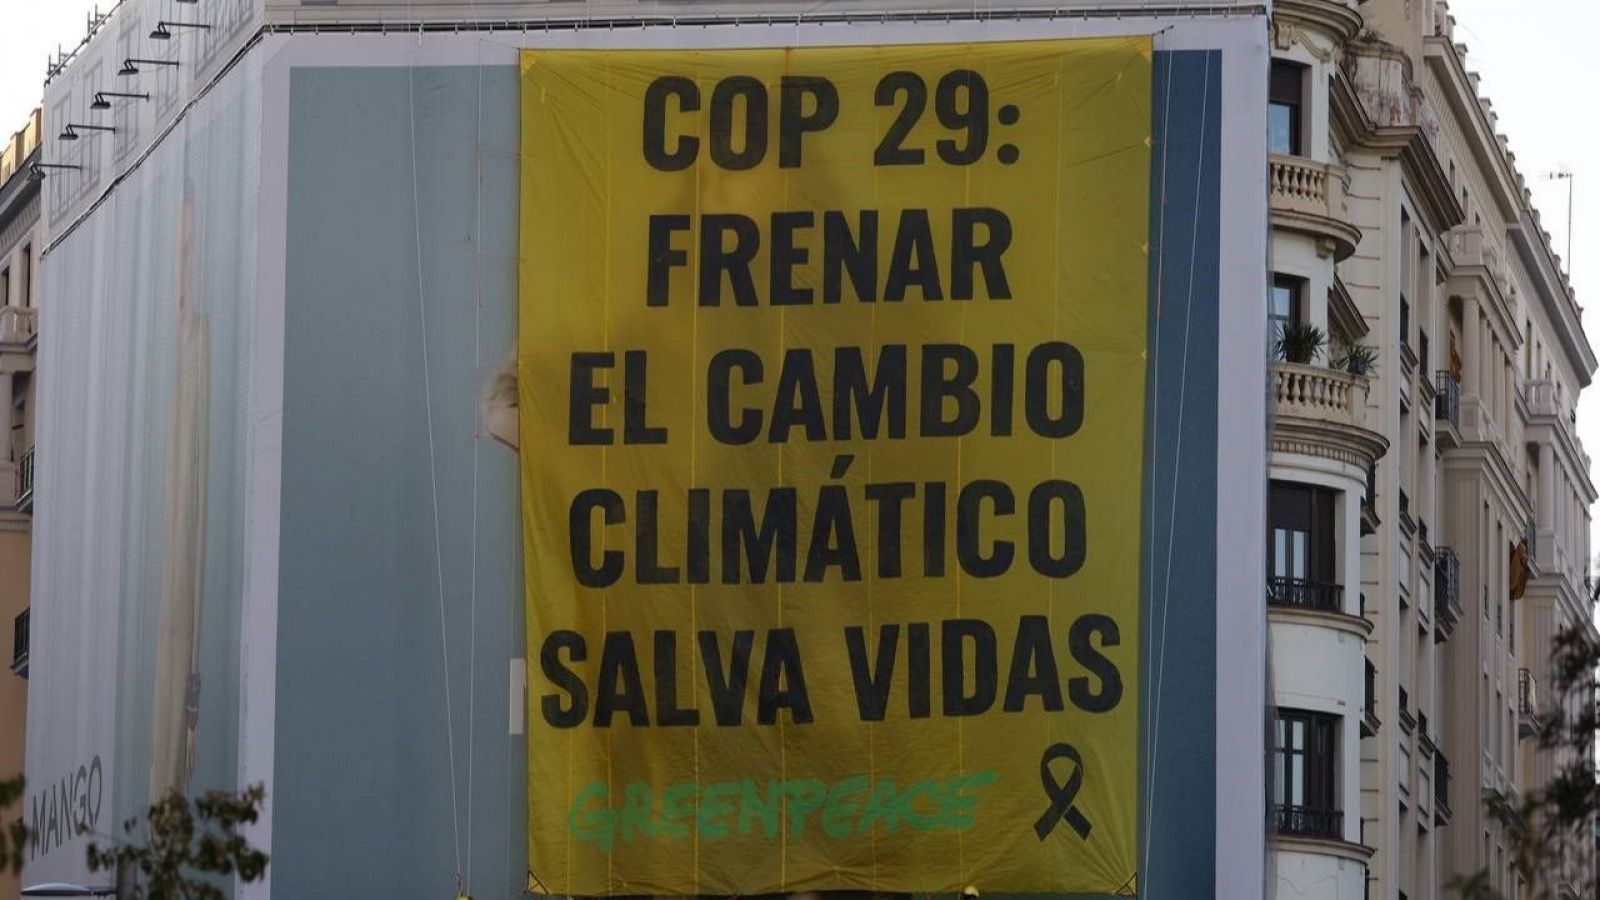 COP 29:
FRENAR
EL CAMBIO
CLIMÁTICO
SALVA VIDAS
GREENPEACE
MANGO